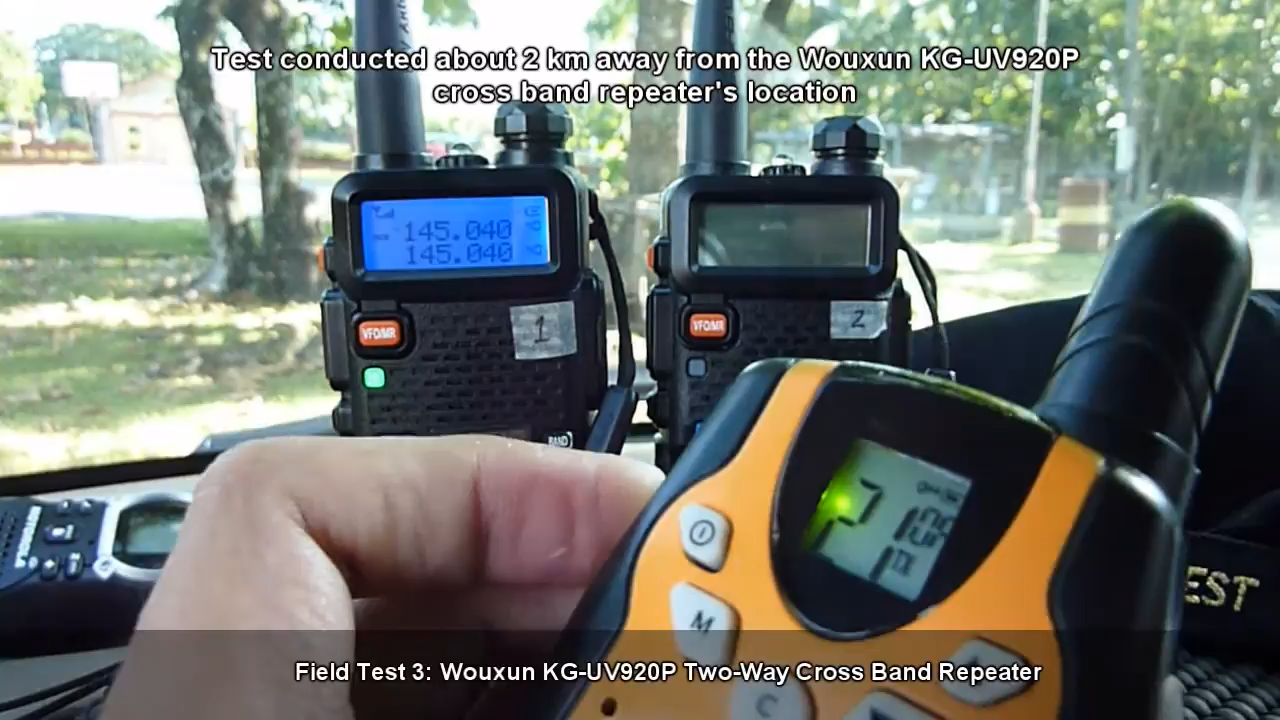 Test conducted about 2 km away from the Wouxun KG-UV920P
cross band repeater's location
145.040
145.040
VFO/MR
1
VFO/MR
2
BAND
M
C
EST
Field Test 3: Wouxun KG-UV920P Two-Way Cross Band Repeater